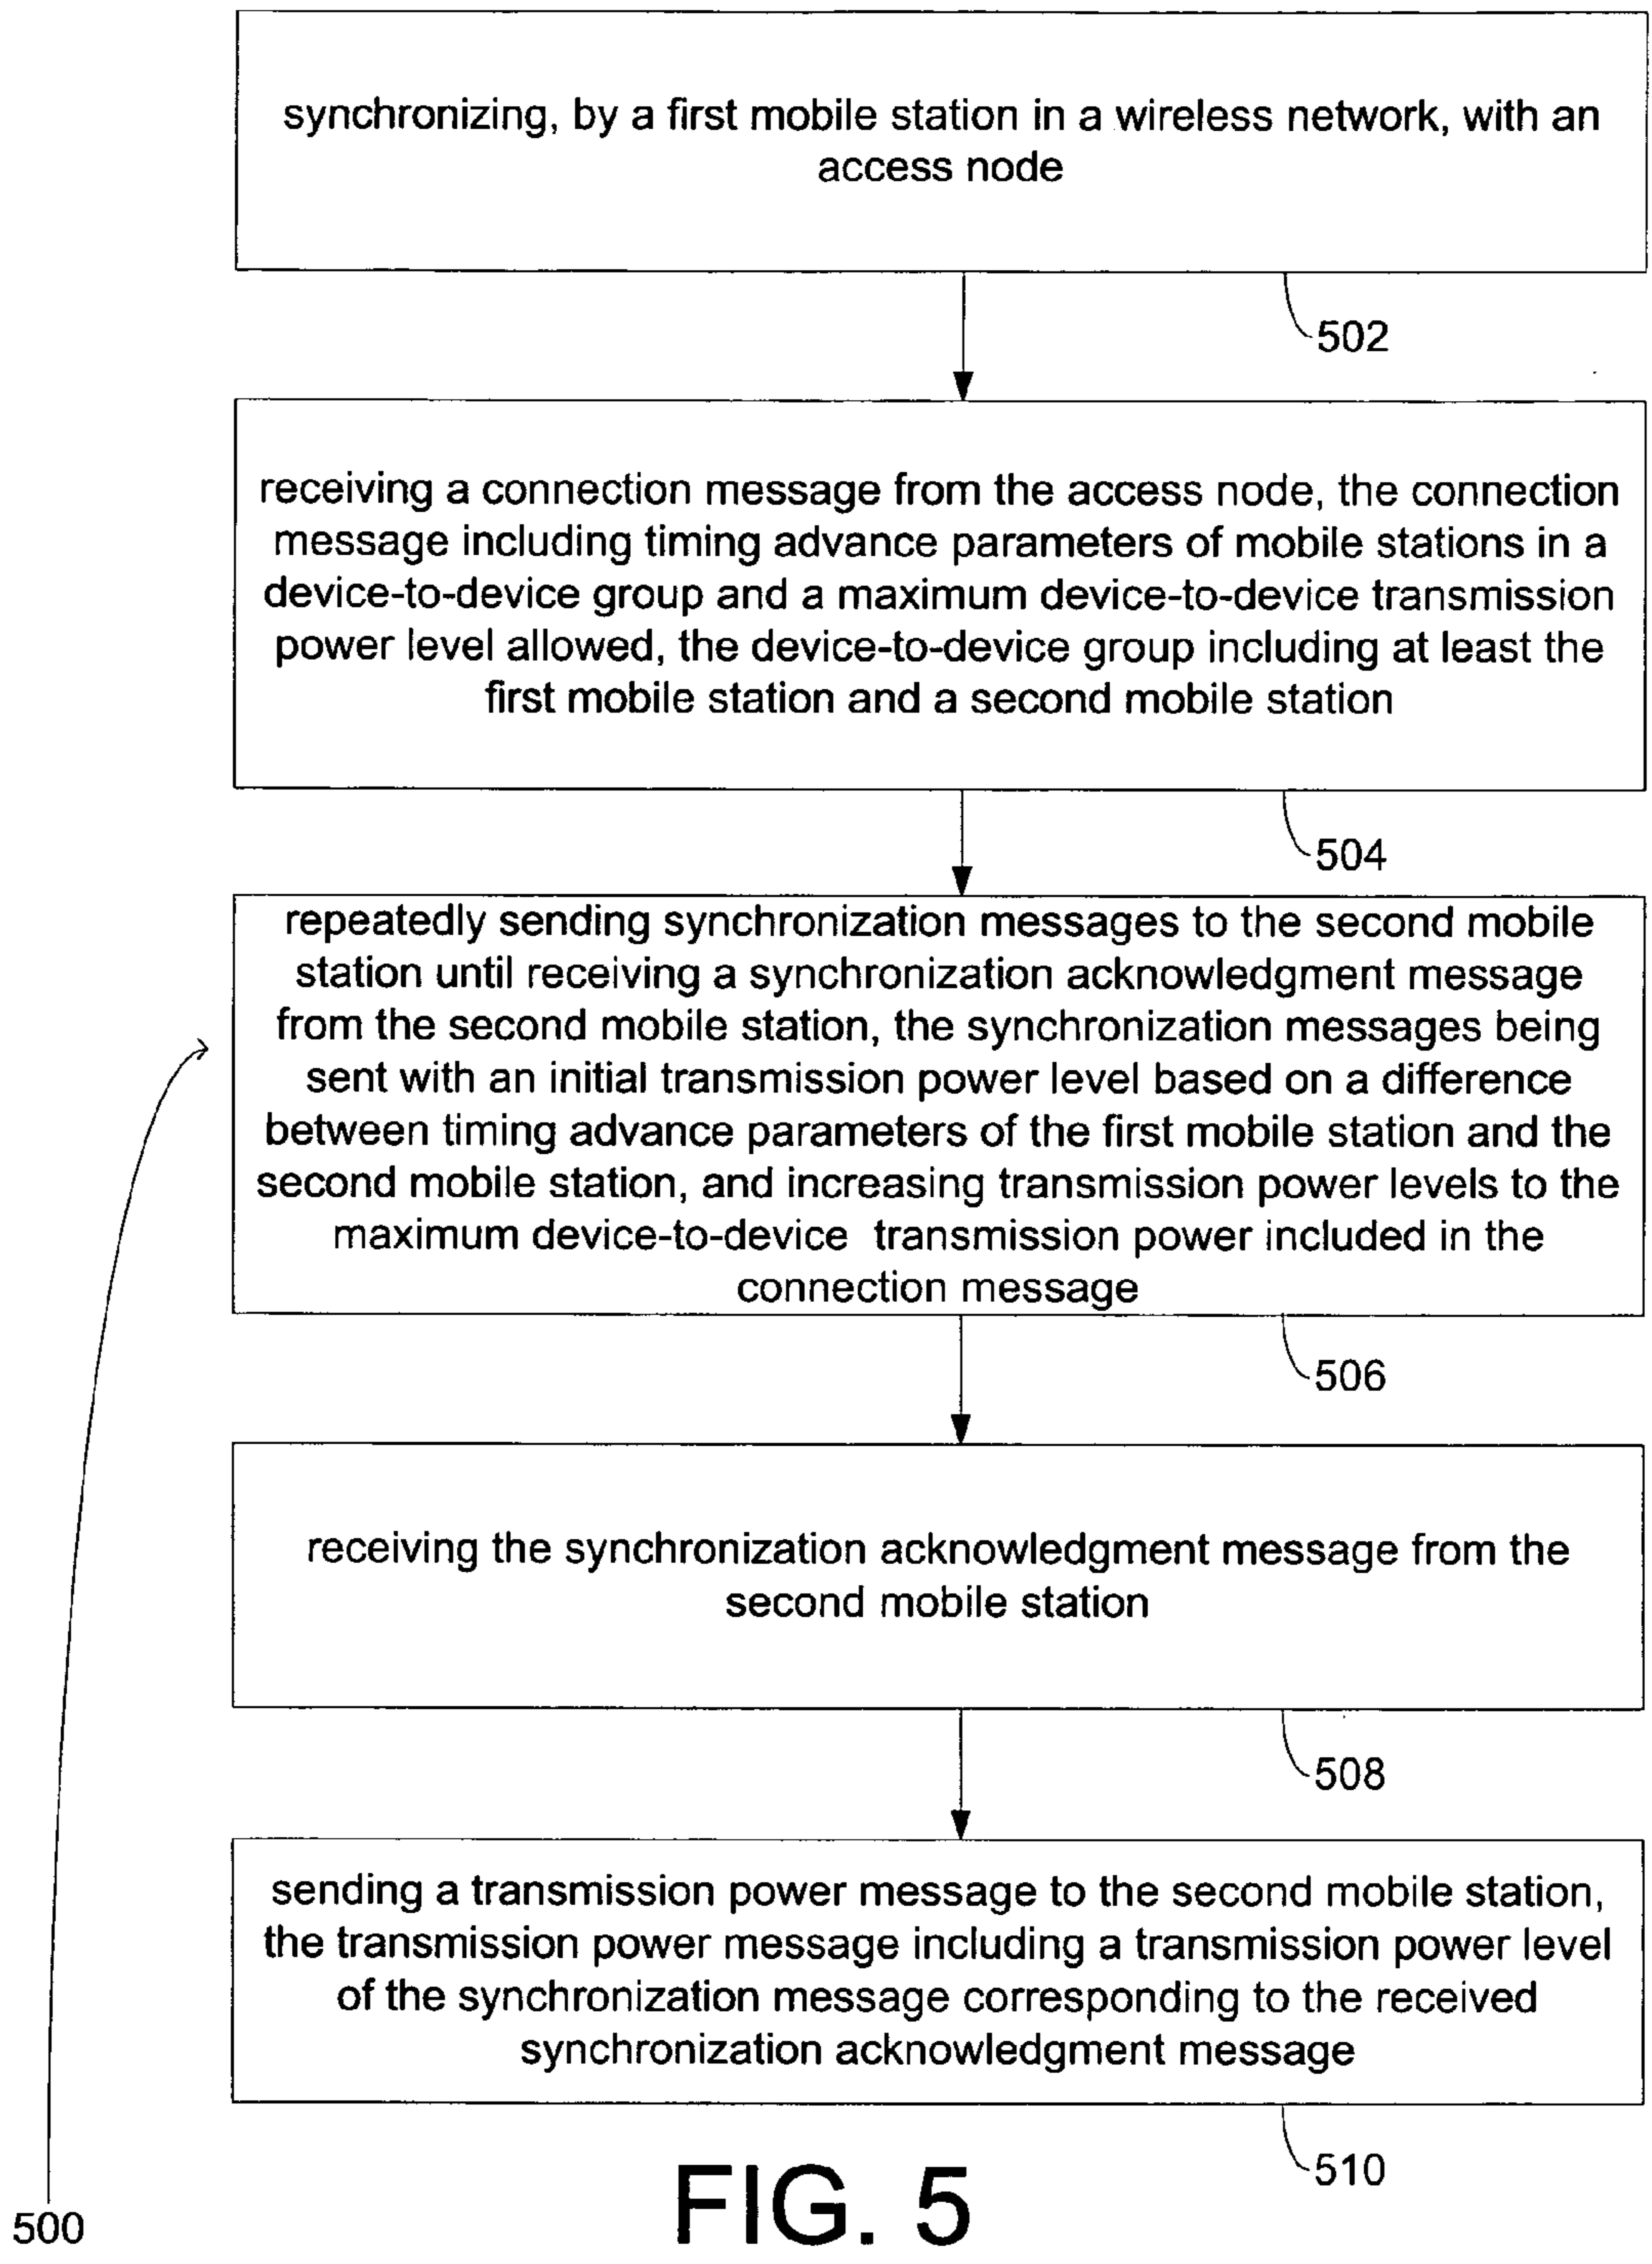 synchronizing, by a first mobile station in a wireless network, with an
access node
502
receiving a connection message from the access node, the connection
message including timing advance parameters of mobile stations in a
device-to-device group and a maximum device-to-device transmission
power level allowed, the device-to-device group including at least the
first mobile station and a second mobile station
504
repeatedly sending synchronization messages to the second mobile
station until receiving a synchronization acknowledgment message
from the second mobile station, the synchronization messages being
sent with an initial transmission power level based on a difference
between timing advance parameters of the first mobile station and the
second mobile station, and increasing transmission power levels to the
maximum device-to-device transmission power included in the
connection message
506
receiving the synchronization acknowledgment message from the
second mobile station
508
sending a transmission power message to the second mobile station,
the transmission power message including a transmission power level
of the synchronization message corresponding to the received
synchronization acknowledgment message
510
500
FIG. 5